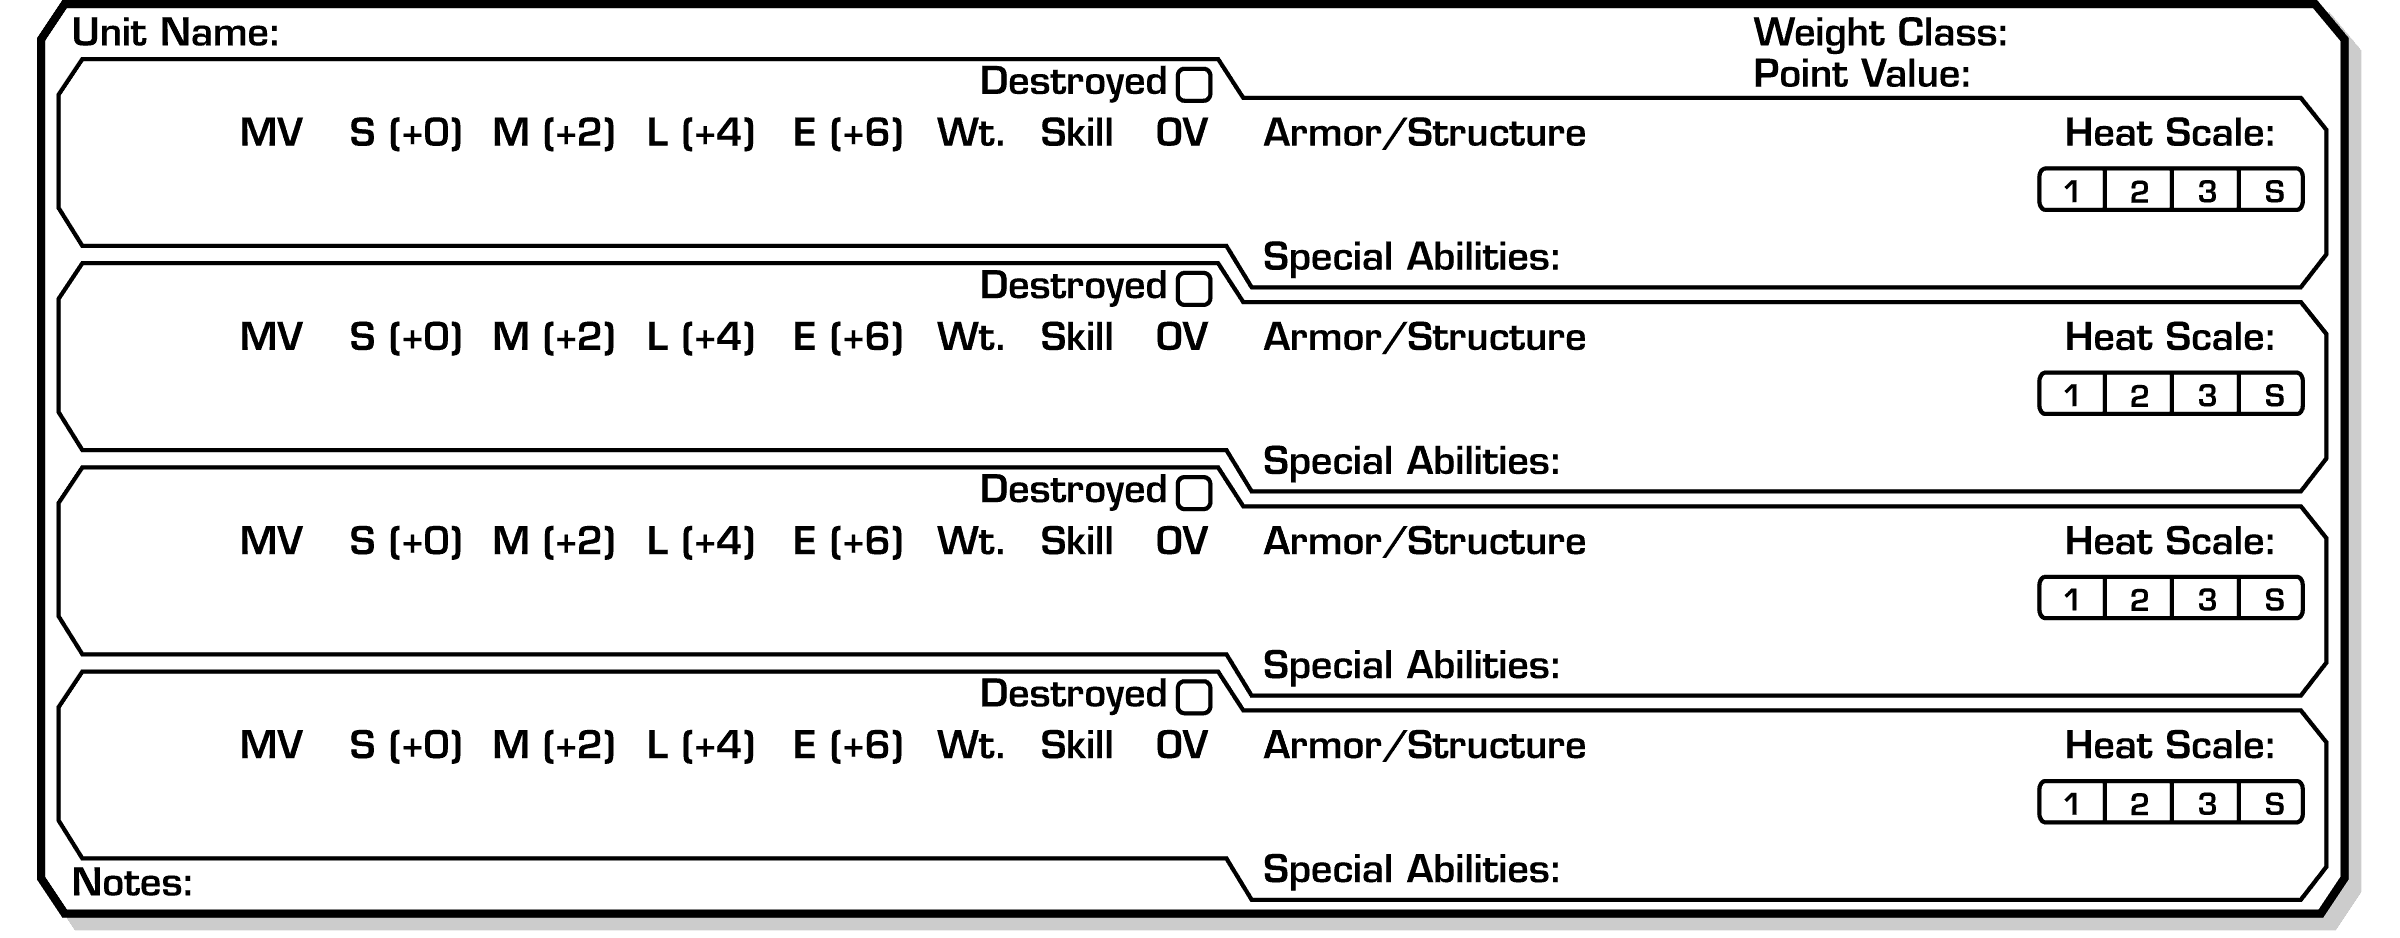 Unit Name: Weight Class:
Point Value:
Destroyed
MV S (+0) M (+2) L (+4) E (+6) Wt. Skill OV Armor/Structure Heat Scale:
1 2 3 S
Special Abilities:
Destroyed
MV S (+0) M (+2) L (+4) E (+6) Wt. Skill OV Armor/Structure Heat Scale:
1 2 3 S
Special Abilities:
Destroyed
MV S (+0) M (+2) L (+4) E (+6) Wt. Skill OV Armor/Structure Heat Scale:
1 2 3 S
Special Abilities:
Destroyed
MV S (+0) M (+2) L (+4) E (+6) Wt. Skill OV Armor/Structure Heat Scale:
1 2 3 S
Special Abilities:
Notes: